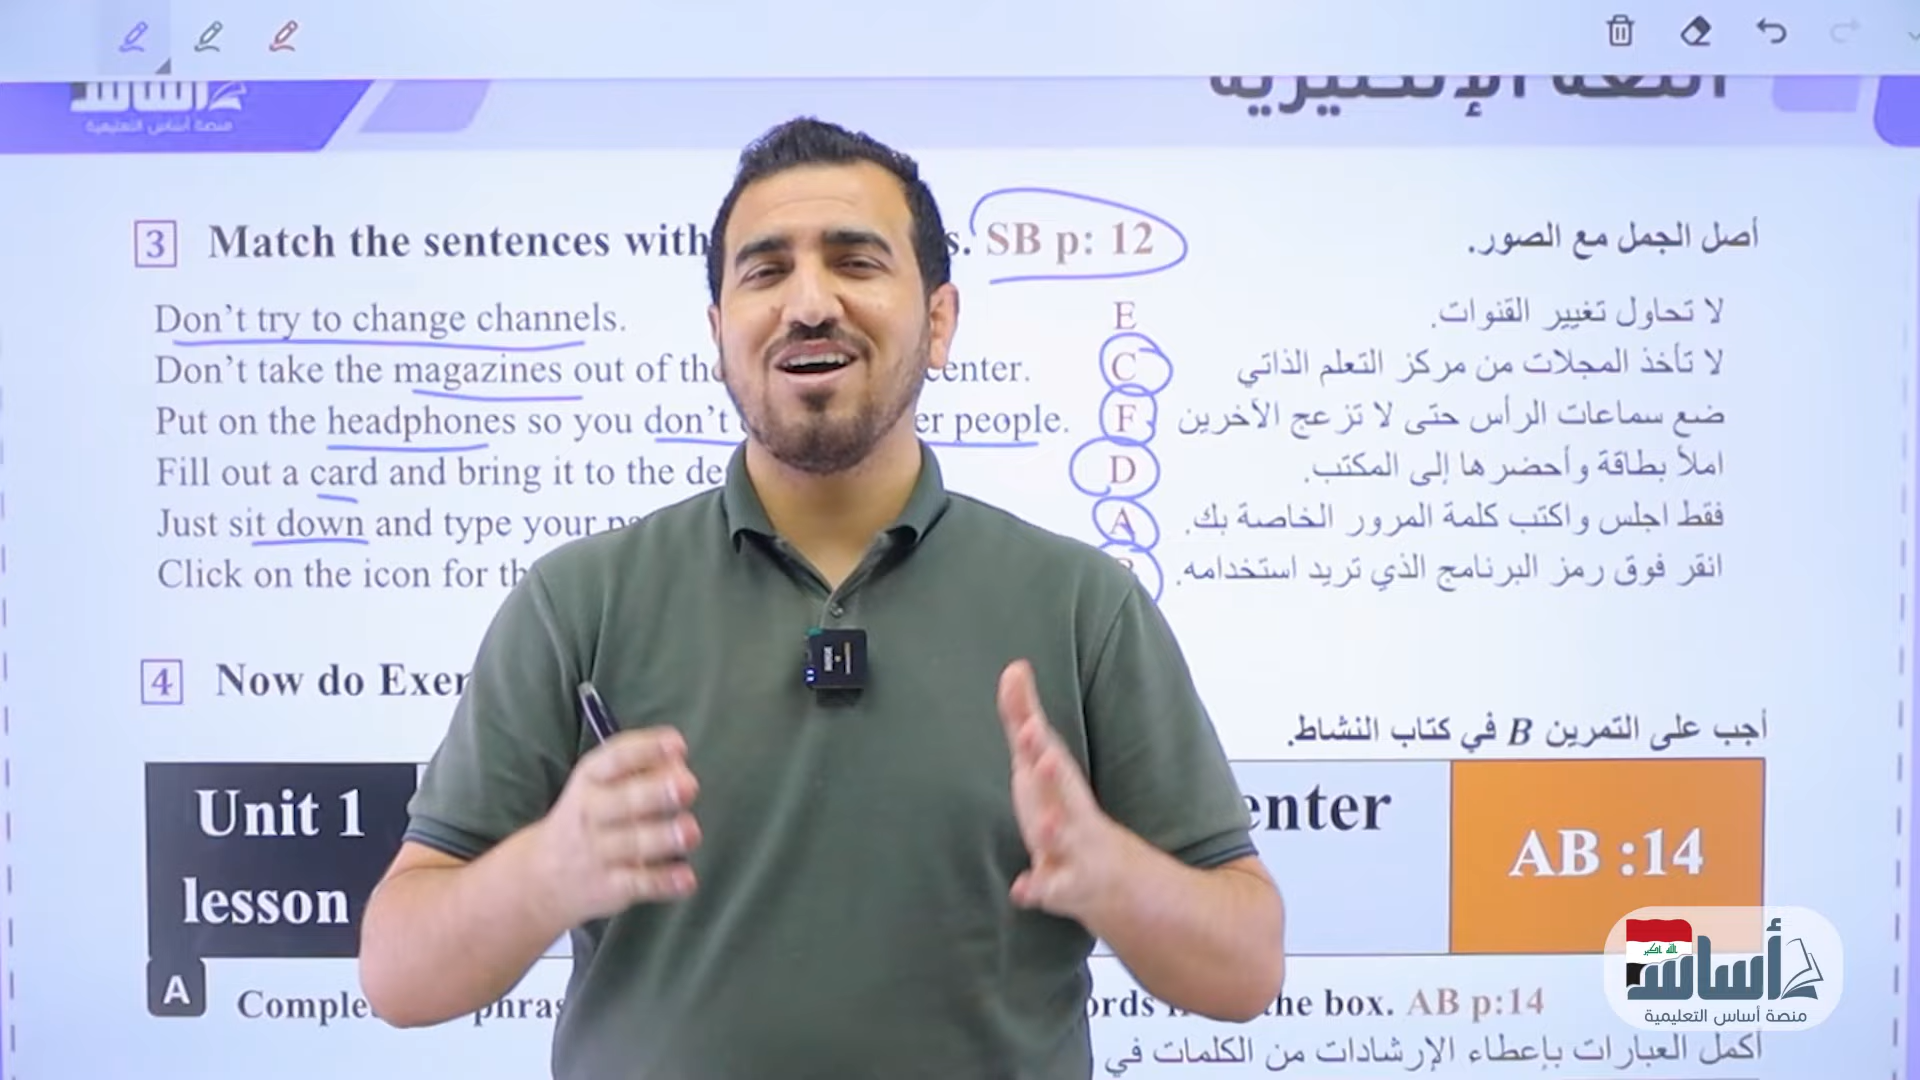 أساس
منصة أساس التعليمية
اللغة الإنكليزية
3 Match the sentences with s. SB p: 12 أصل الجمل مع الصور.
Don't try to change channels. E لا تحاول تغيير القنوات.
Don't take the magazines out of the center. C لا تأخذ المجلات من مركز التعلم الذاتي
Put on the headphones so you don't er people. F ضع سماعات الرأس حتى لا تزعج الآخرين
Fill out a card and bring it to the de D املأ بطاقة وأحضرها إلى المكتب.
Just sit down and type your A فقط اجلس واكتب كلمة المرور الخاصة بك.
Click on the icon for th انقر فوق رمز البرنامج الذي تريد استخدامه.
4 Now do Exer
أجب على التمرين B في كتاب النشاط.
Unit 1
lesson
enter
AB :14
A Comple phras ords he box. AB p:14
أكمل العبارات بإعطاء الإرشادات من الكلمات في
الله أكبر
أساس
منصة أساس التعليمية